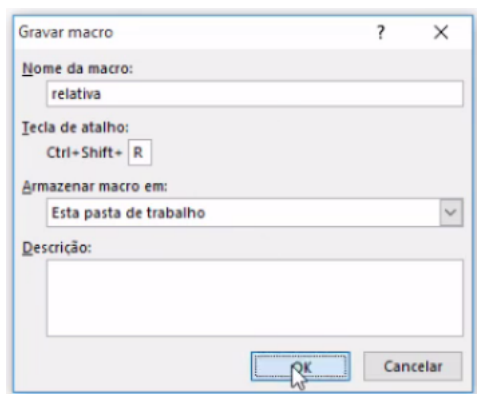 Gravar macro ?
Nome da macro:
relativa
Tecla de atalho:
Ctrl+Shift+ R
Armazenar macro em:
Esta pasta de trabalho
Descrição:
OK Cancelar